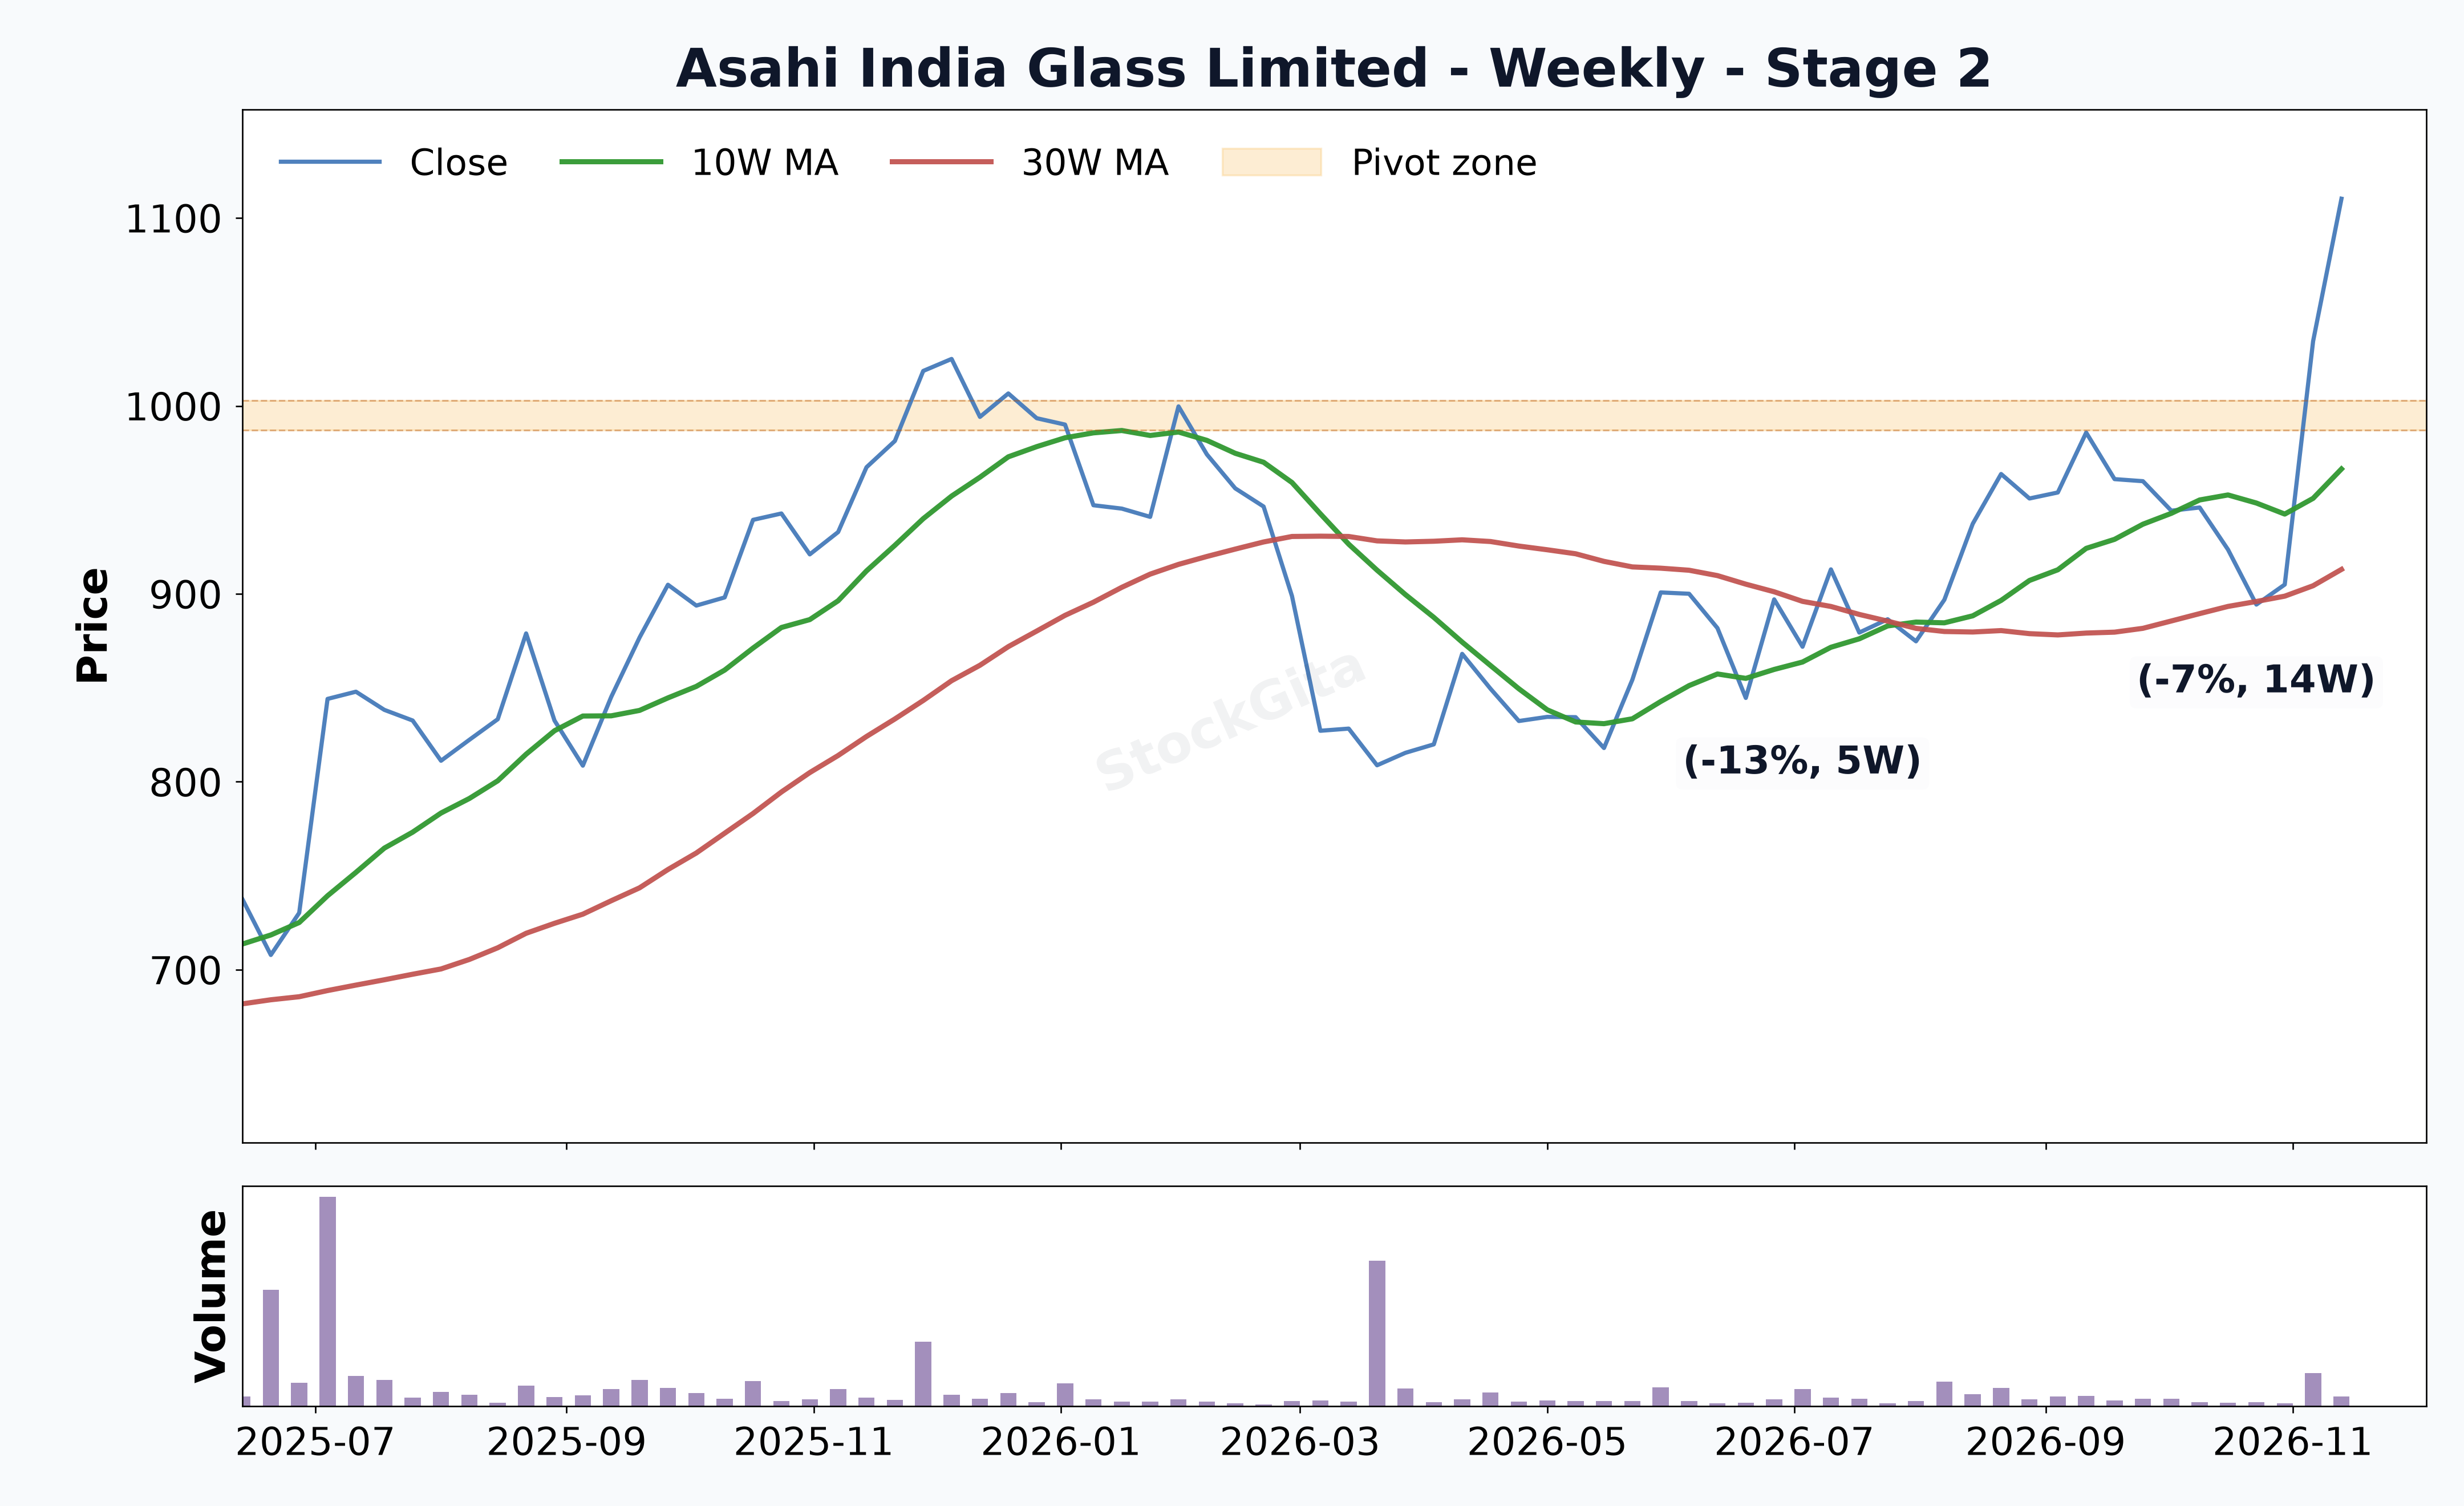 Asahi India Glass Limited - Weekly - Stage 2
Close 10W MA 30W MA Pivot zone
Price
1100
1000
900
800
700
StockGita
(-7%, 14W)
(-13%, 5W)
Volume
2025-07 2025-09 2025-11 2026-01 2026-03 2026-05 2026-07 2026-09 2026-11